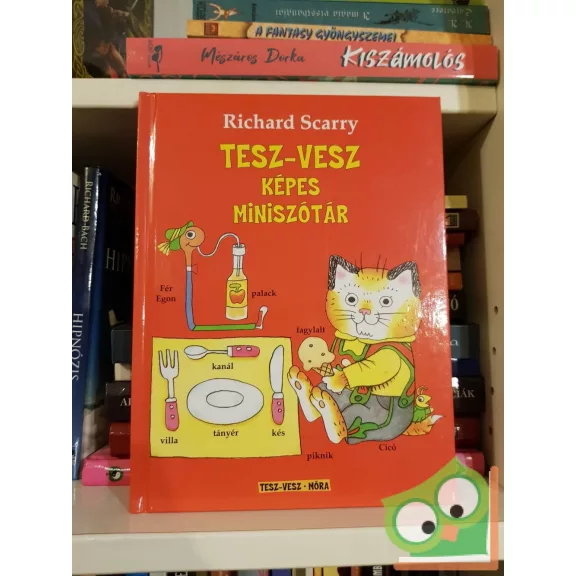 A FANTASY GYÖNGYSZEMEI
Mészáros Dorka KISZÁMOLÓS
RICHARD BACH
HIPNÓZIS
Richard Scarry
TESZ-VESZ
KÉPES
MINISZÓTÁR
Fér
Egon
palack
fagylalt
kanál
villa
tányér
kés
piknik
Cicó
TESZ-VESZ • MÓRA